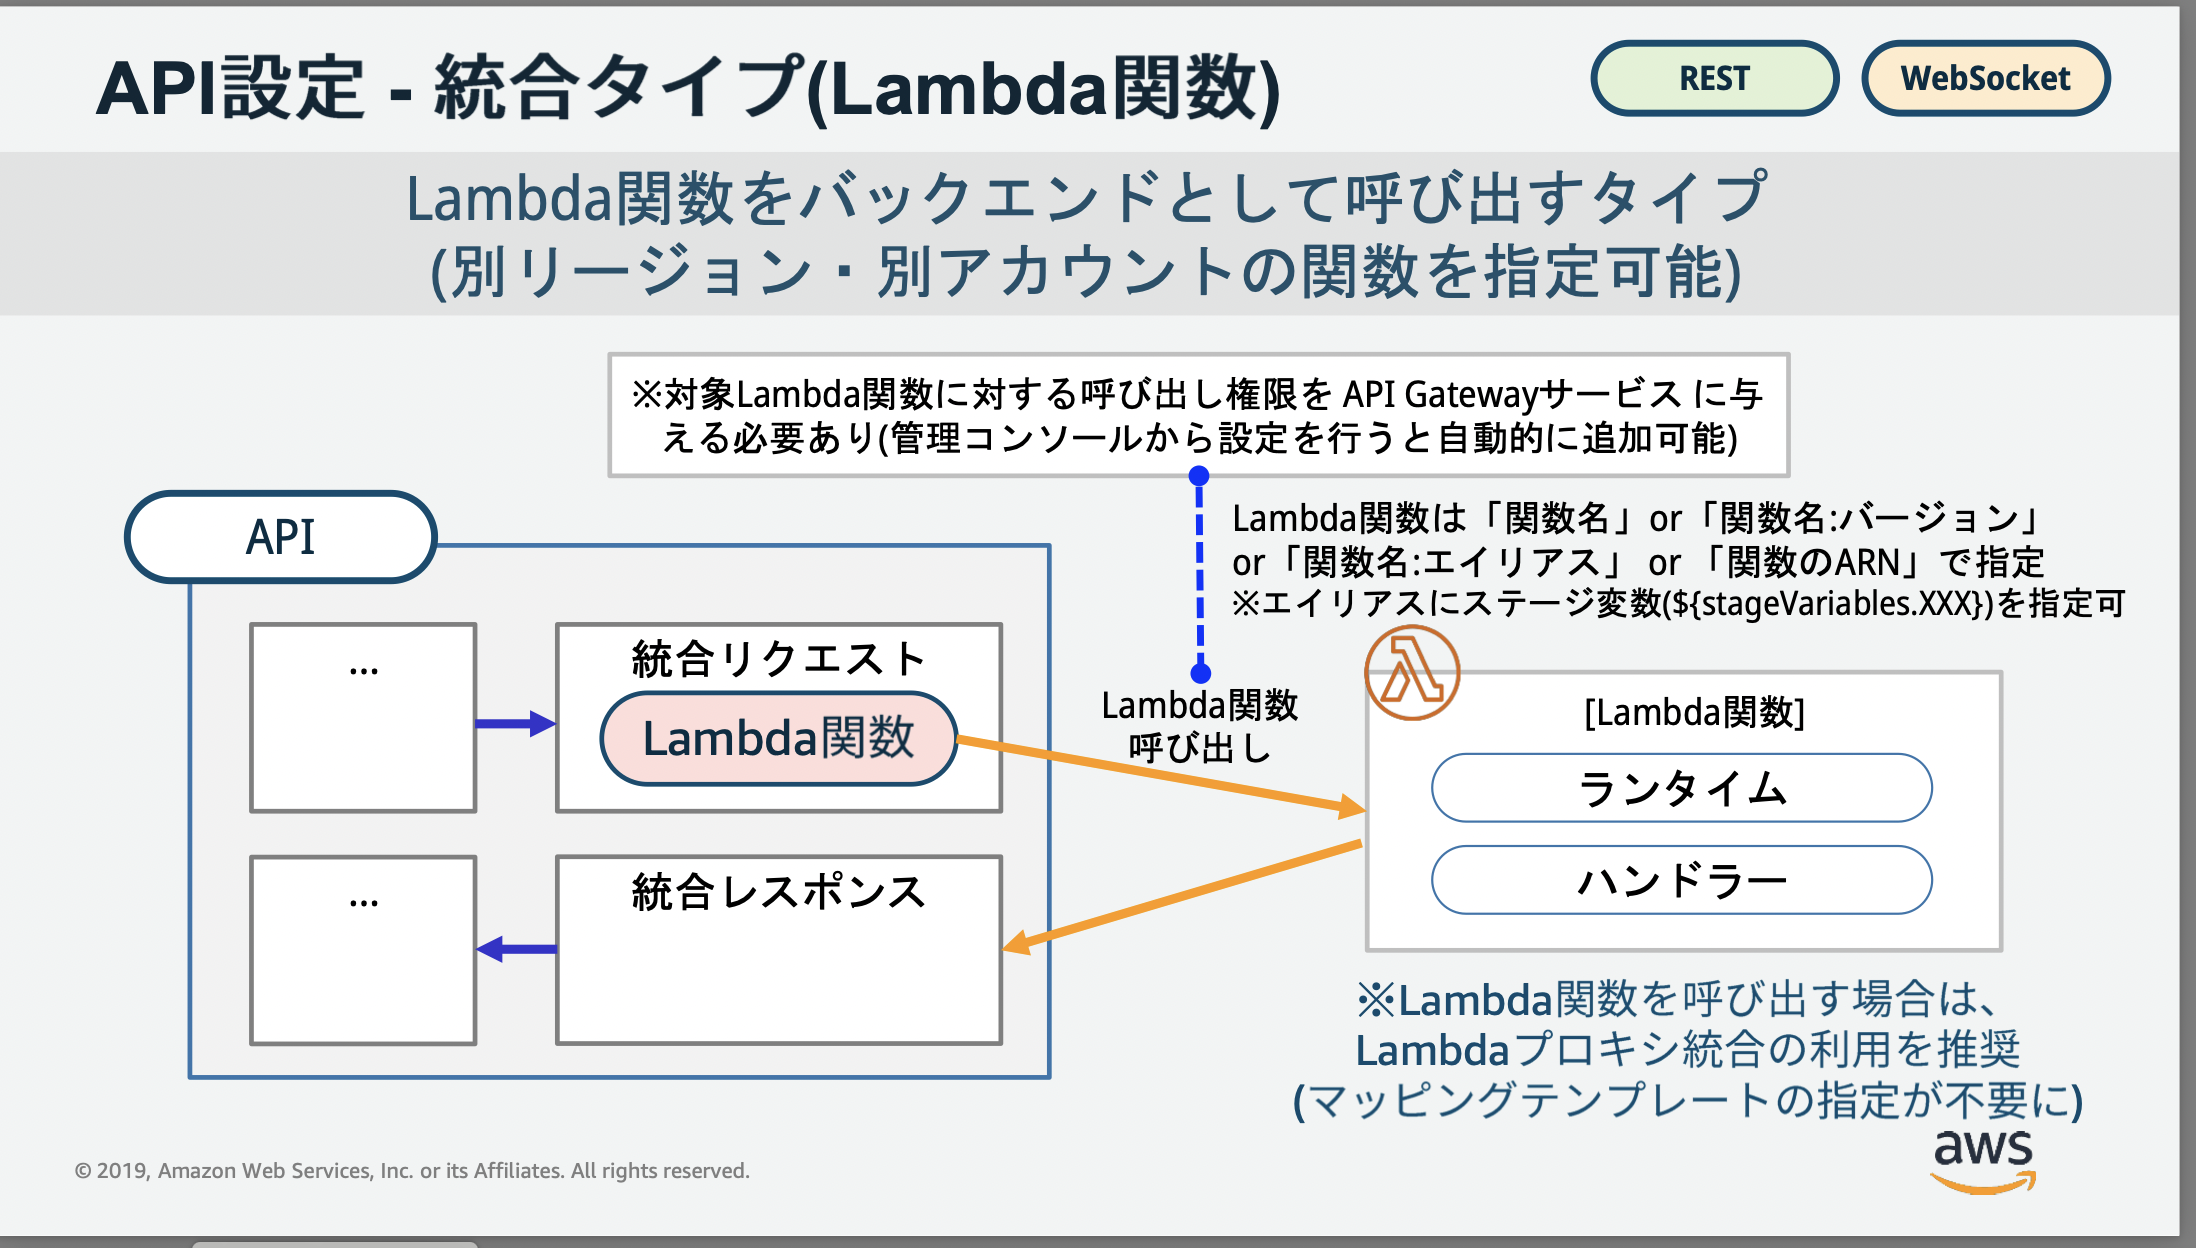 API設定 - 統合タイプ(Lambda関数)
REST
WebSocket
Lambda関数をバックエンドとして呼び出すタイプ
(別リージョン・別アカウントの関数を指定可能)
※対象Lambda関数に対する呼び出し権限を API Gatewayサービス に与
える必要あり(管理コンソールから設定を行うと自動的に追加可能)
Lambda関数は「関数名」or「関数名:バージョン」
or「関数名:エイリアス」 or 「関数のARN」で指定
※エイリアスにステージ変数(${stageVariables.XXX})を指定可
API
...
統合リクエスト
Lambda関数
Lambda関数
呼び出し
[Lambda関数]
ランタイム
ハンドラー
...
統合レスポンス
※Lambda関数を呼び出す場合は、
Lambdaプロキシ統合の利用を推奨
(マッピングテンプレートの指定が不要に)
© 2019, Amazon Web Services, Inc. or its Affiliates. All rights reserved.
aws